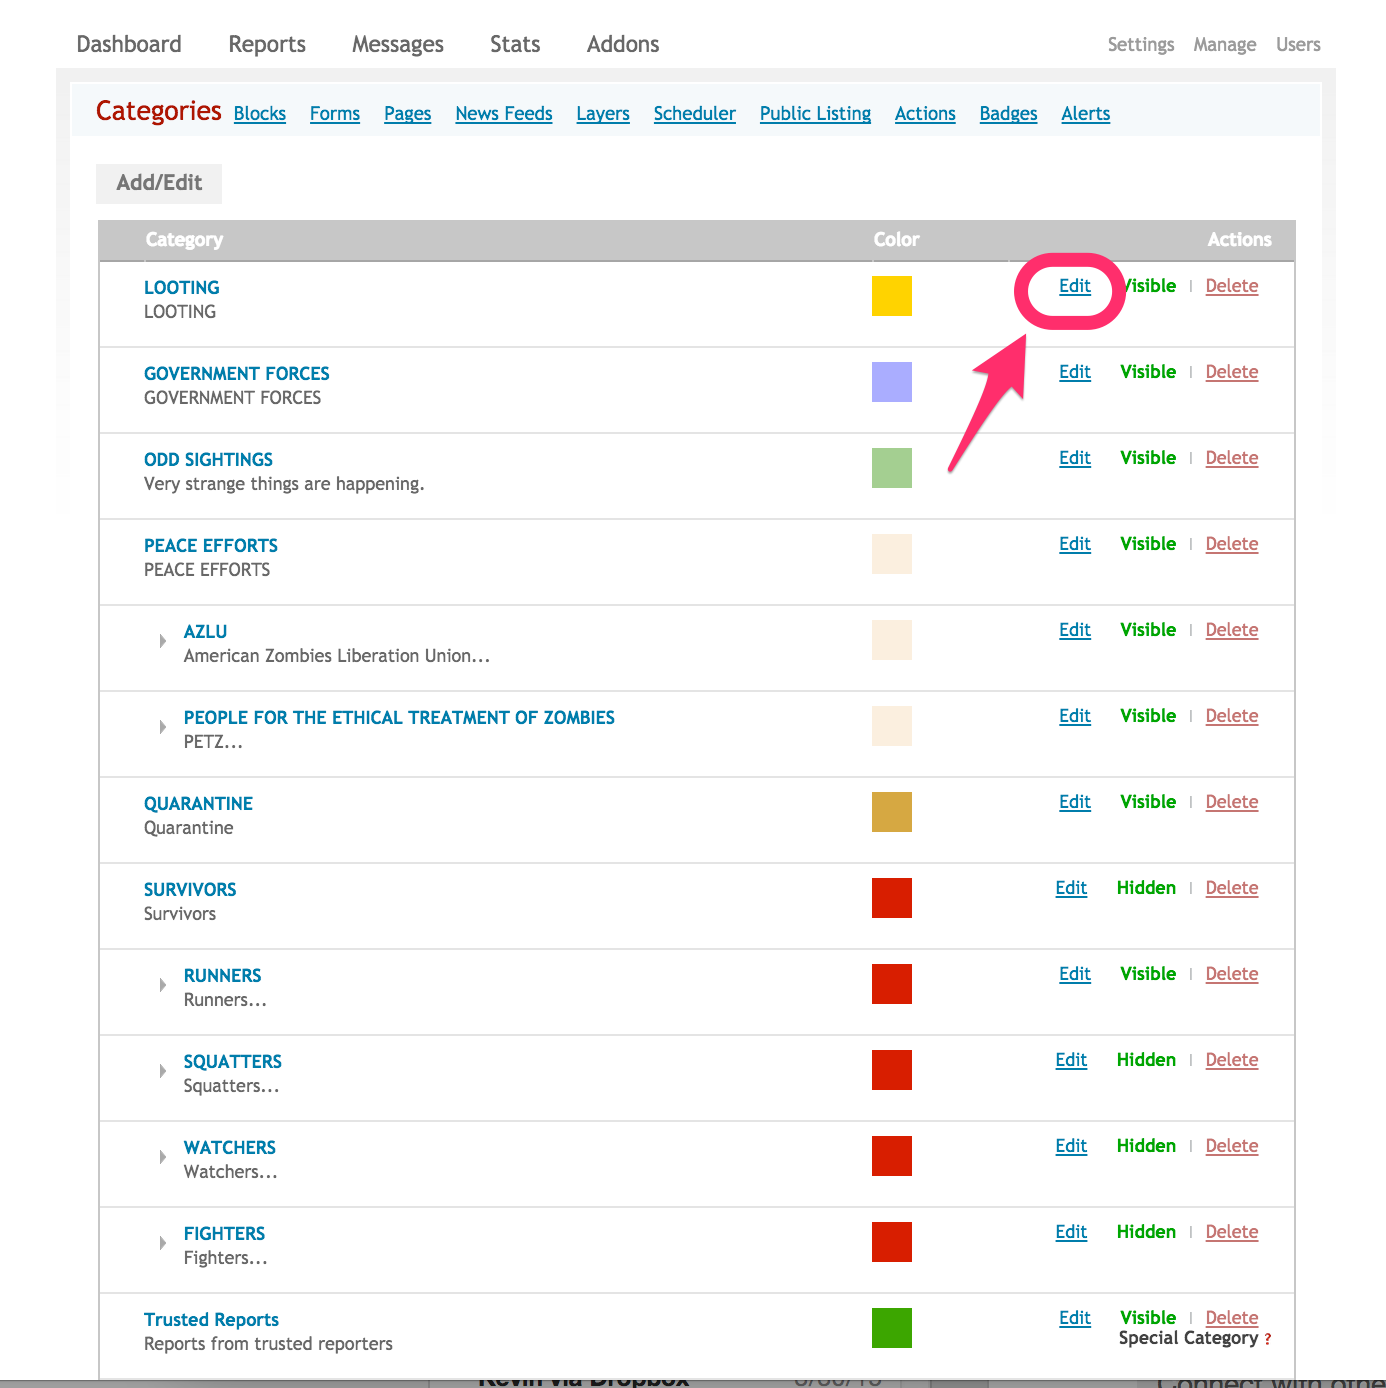 Dashboard Reports Messages Stats Addons Settings Manage Users
Categories Blocks Forms Pages News Feeds Layers Scheduler Public Listing Actions Badges Alerts
Add/Edit
Category Color Actions
LOOTING Edit Visible | Delete
LOOTING
GOVERNMENT FORCES Edit Visible | Delete
GOVERNMENT FORCES
ODD SIGHTINGS Edit Visible | Delete
Very strange things are happening.
PEACE EFFORTS Edit Visible | Delete
PEACE EFFORTS
AZLU Edit Visible | Delete
American Zombies Liberation Union...
PEOPLE FOR THE ETHICAL TREATMENT OF ZOMBIES Edit Visible | Delete
PETZ...
QUARANTINE Edit Visible | Delete
Quarantine
SURVIVORS Edit Hidden | Delete
Survivors
RUNNERS Edit Visible | Delete
Runners...
SQUATTERS Edit Hidden | Delete
Squatters...
WATCHERS Edit Hidden | Delete
Watchers...
FIGHTERS Edit Hidden | Delete
Fighters...
Trusted Reports Edit Visible | Delete
Reports from trusted reporters Special Category ?
Kevin via Dropbox Connect with othe